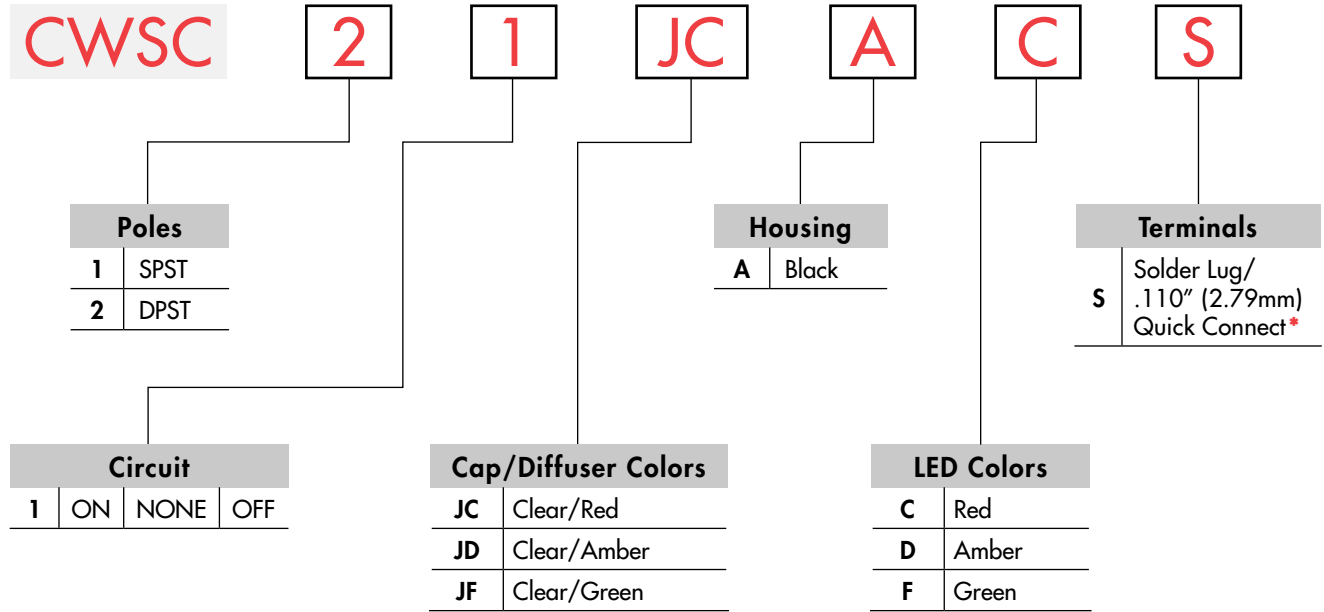 CWSC 2 1 JC A C S
Poles
1 SPST
2 DPST
Housing
A Black
Terminals
S Solder Lug/
.110” (2.79mm)
Quick Connect*
Circuit
1 ON NONE OFF
Cap/Diffuser Colors
JC Clear/Red
JD Clear/Amber
JF Clear/Green
LED Colors
C Red
D Amber
F Green